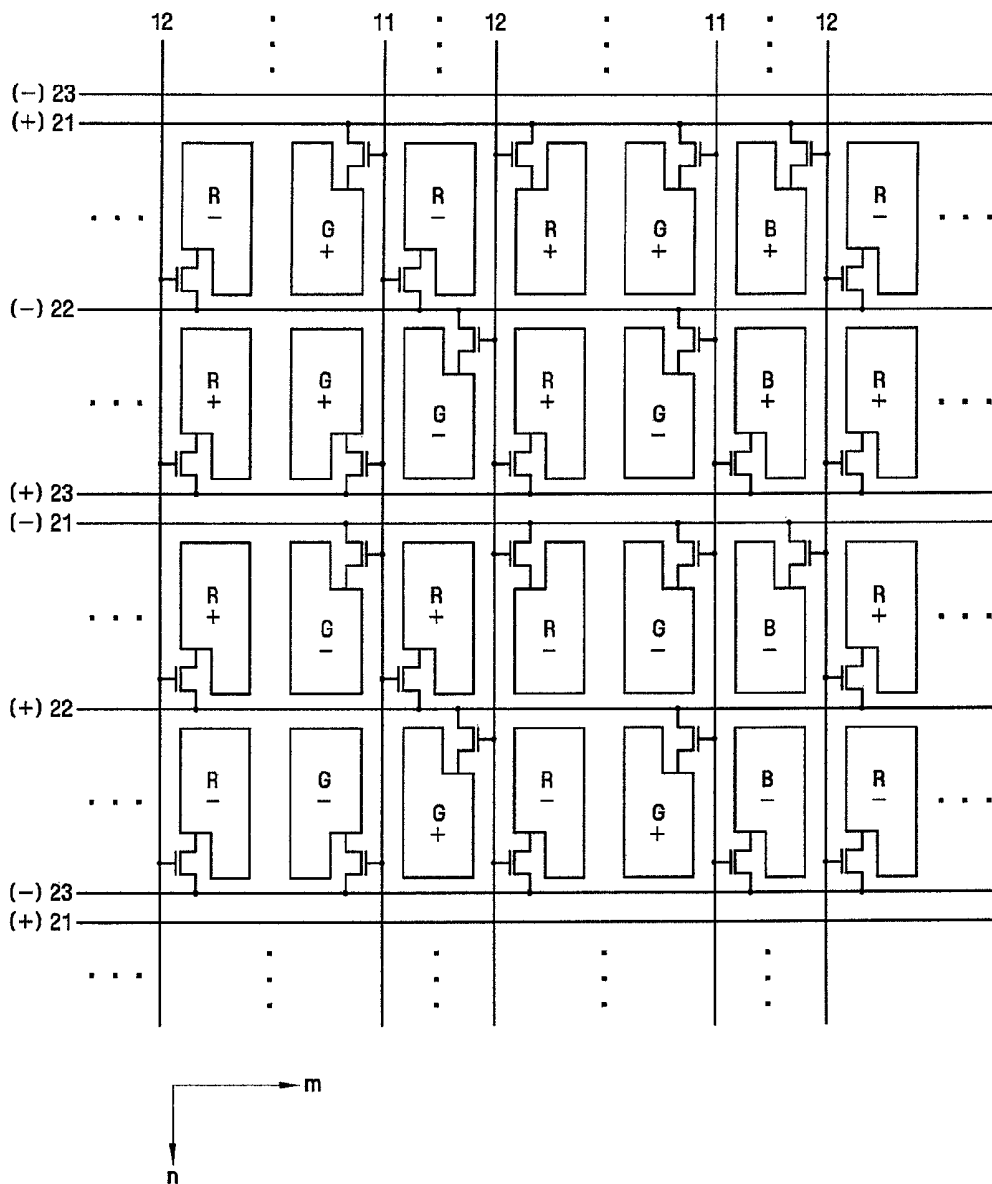 12 11 12 11 12
(−) 23
(+) 21
R R
− −
G R G B R
+ + + + −
(−) 22
R G R B R
+ + + + +
G G
− −
(+) 23
(−) 21
R R R
+ + +
G R G B
− − − −
(+) 22
R G R B R
− − − − −
G G
+ +
(−) 23
(+) 21
m
n